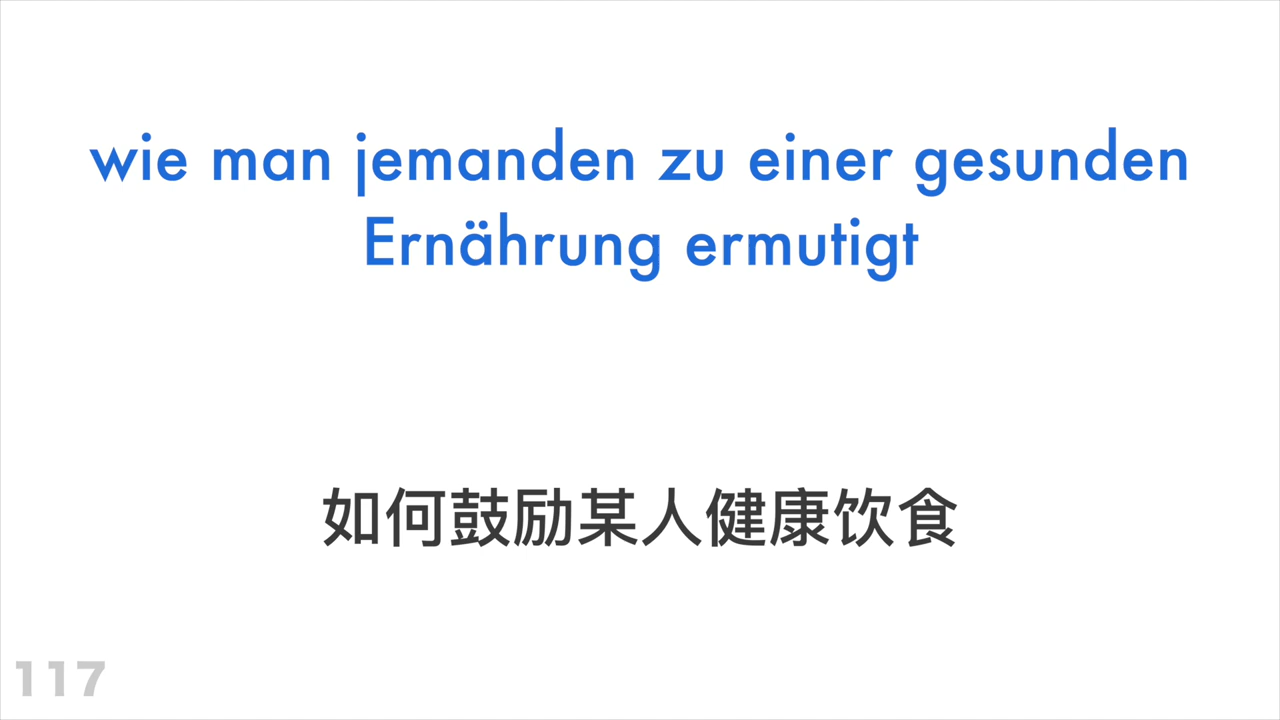 wie man jemanden zu einer gesunden
Ernährung ermutigt
如何鼓励某人健康饮食
117